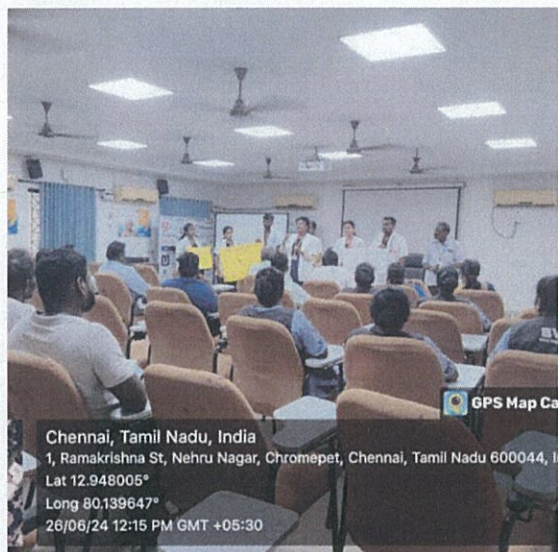 GPS Map Ca
Chennai, Tamil Nadu, India
1, Ramakrishna St, Nehru Nagar, Chromepet, Chennai, Tamil Nadu 600044, I
Lat 12.948005°
Long 80.139647°
26/06/24 12:15 PM GMT +05:30